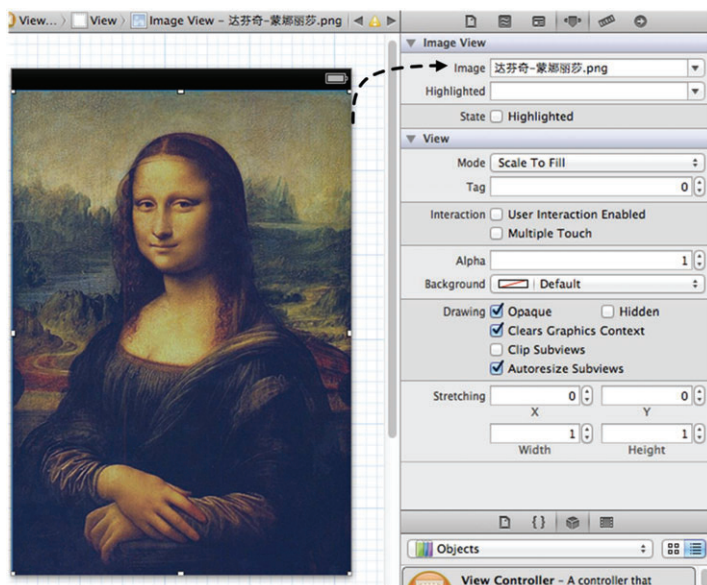 View... 〉 View 〉 Image View – 达芬奇-蒙娜丽莎.png
Image View
Image 达芬奇-蒙娜丽莎.png
Highlighted
State Highlighted
View
Mode Scale To Fill
Tag 0
Interaction User Interaction Enabled
Multiple Touch
Alpha 1
Background Default
Drawing Opaque Hidden
Clears Graphics Context
Clip Subviews
Autoresize Subviews
Stretching 0 0
X Y
1 1
Width Height
{ }
Objects
View Controller – A controller that